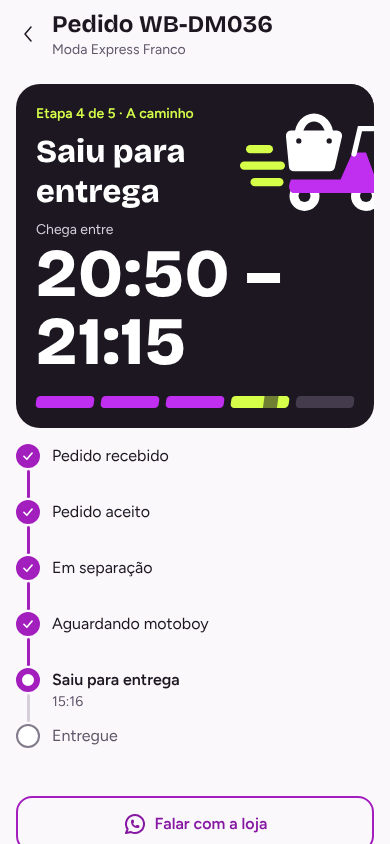 Pedido WB-DM036
Moda Express Franco
Etapa 4 de 5 · A caminho
Saiu para
entrega
Chega entre
20:50 –
21:15
Pedido recebido
Pedido aceito
Em separação
Aguardando motoboy
Saiu para entrega
15:16
Entregue
Falar com a loja